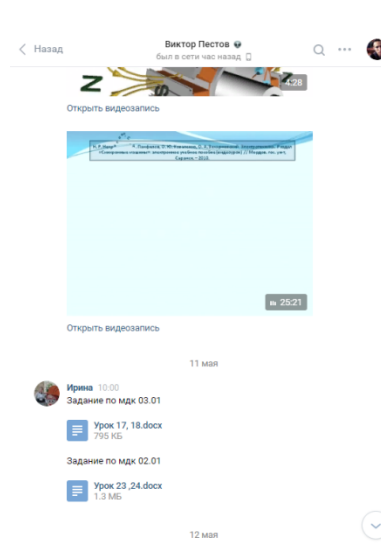 Назад
Виктор Пестов
был в сети час назад
N
Z
4:28
Открыть видеозапись
25:21
Открыть видеозапись
11 мая
Ирина 10:00
Задание по мдк 03.01
Урок 17, 18.docx
795 КБ
Задание по мдк 02.01
Урок 23 ,24.docx
1.3 МБ
12 мая